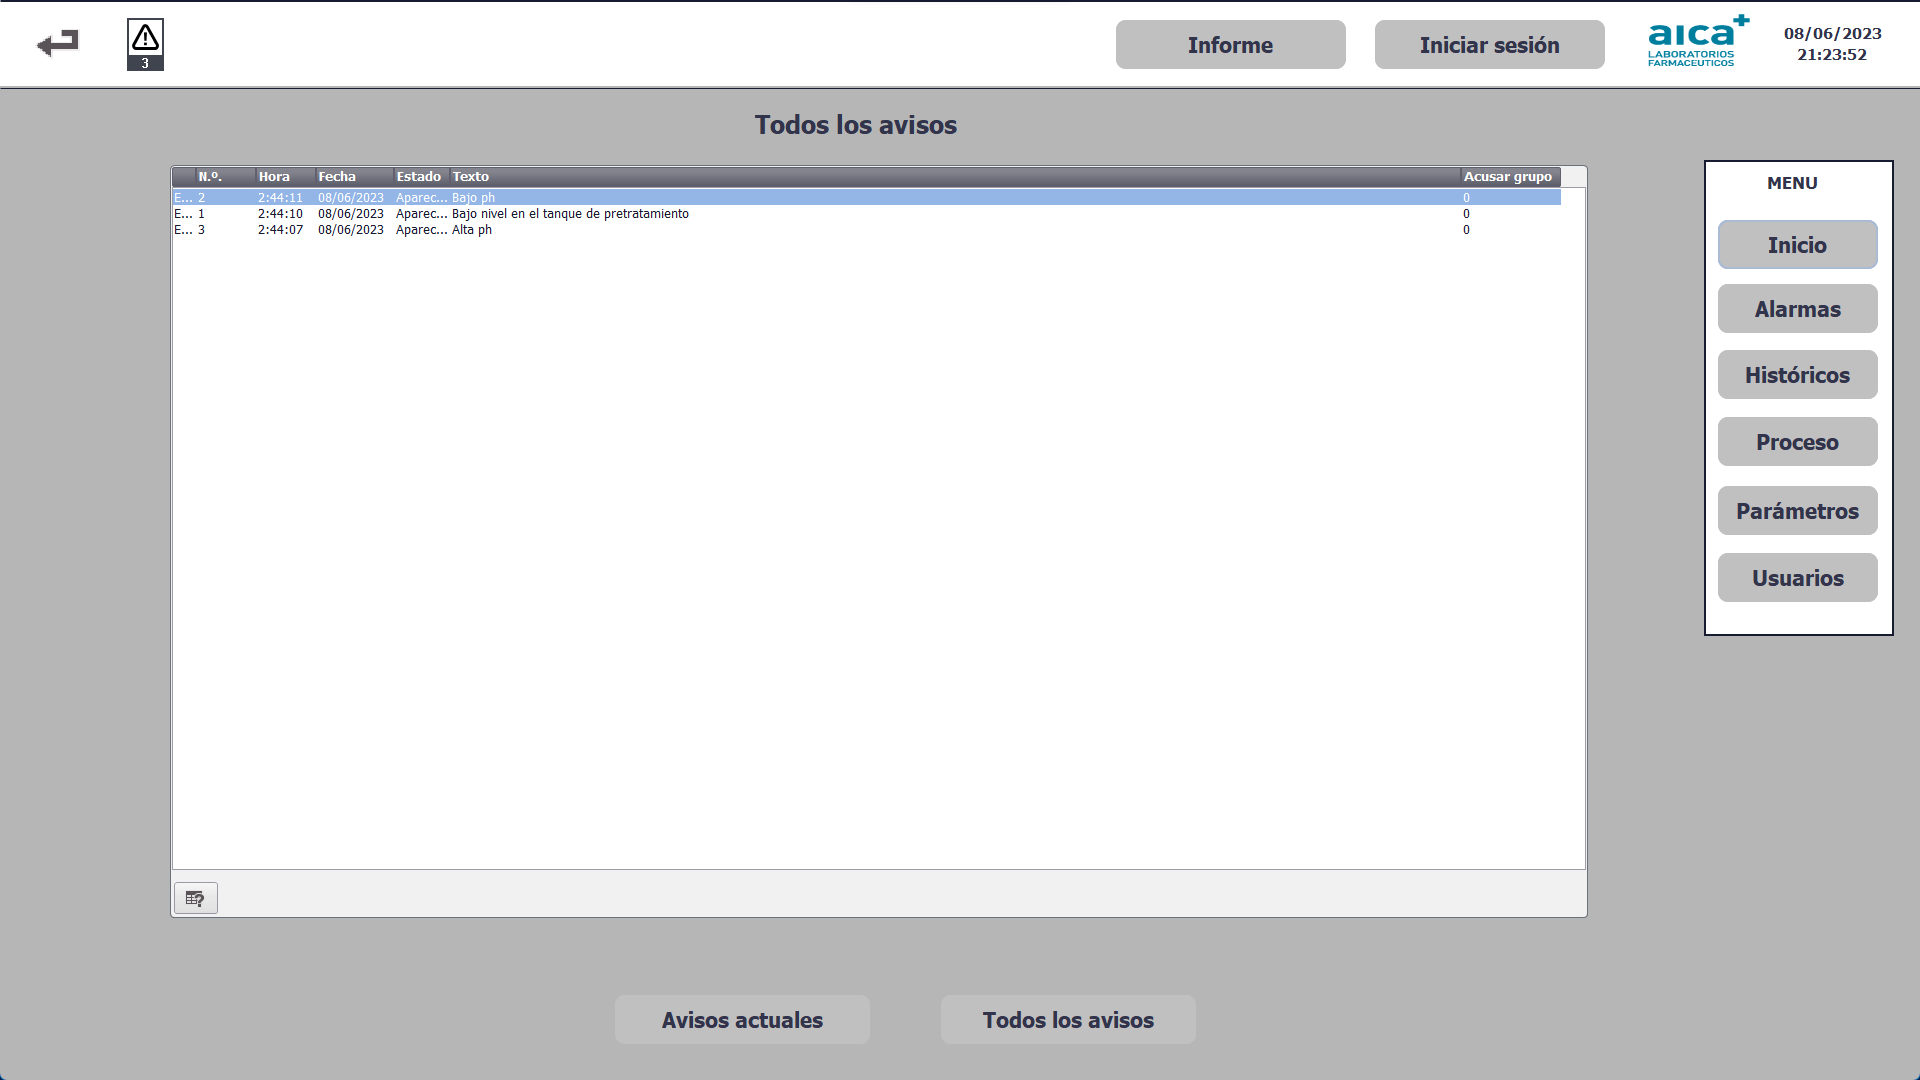 3
Informe
Iniciar sesión
aica+
LABORATORIOS
FARMACEUTICOS
08/06/2023
21:23:52
Todos los avisos
N.º. Hora Fecha Estado Texto Acusar grupo
E... 2 2:44:11 08/06/2023 Aparec... Bajo ph 0
E... 1 2:44:10 08/06/2023 Aparec... Bajo nivel en el tanque de pretratamiento 0
E... 3 2:44:07 08/06/2023 Aparec... Alta ph 0
MENU
Inicio
Alarmas
Históricos
Proceso
Parámetros
Usuarios
Avisos actuales
Todos los avisos